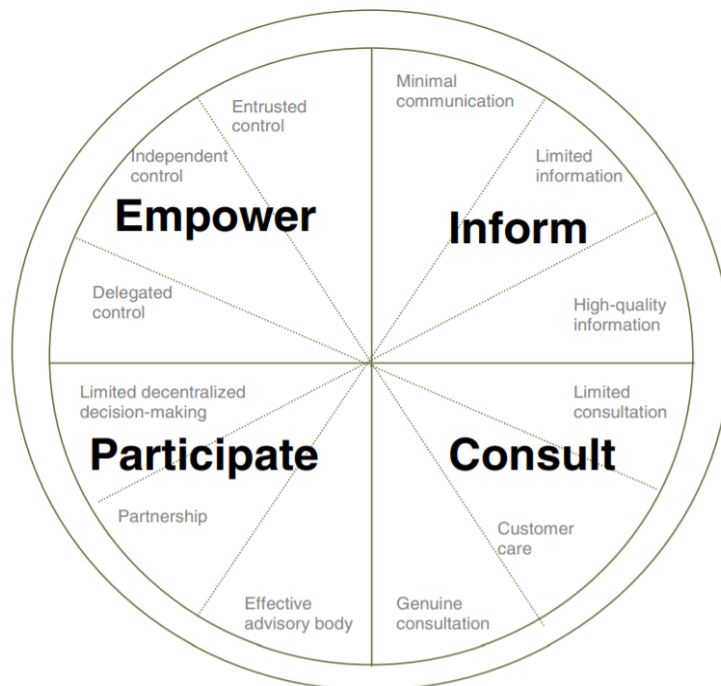 Minimal
communication
Limited
information
Inform
High-quality
information
Limited
consultation
Consult
Customer
care
Genuine
consultation
Effective
advisory body
Partnership
Participate
Limited decentralized
decision-making
Delegated
control
Empower
Independent
control
Entrusted
control